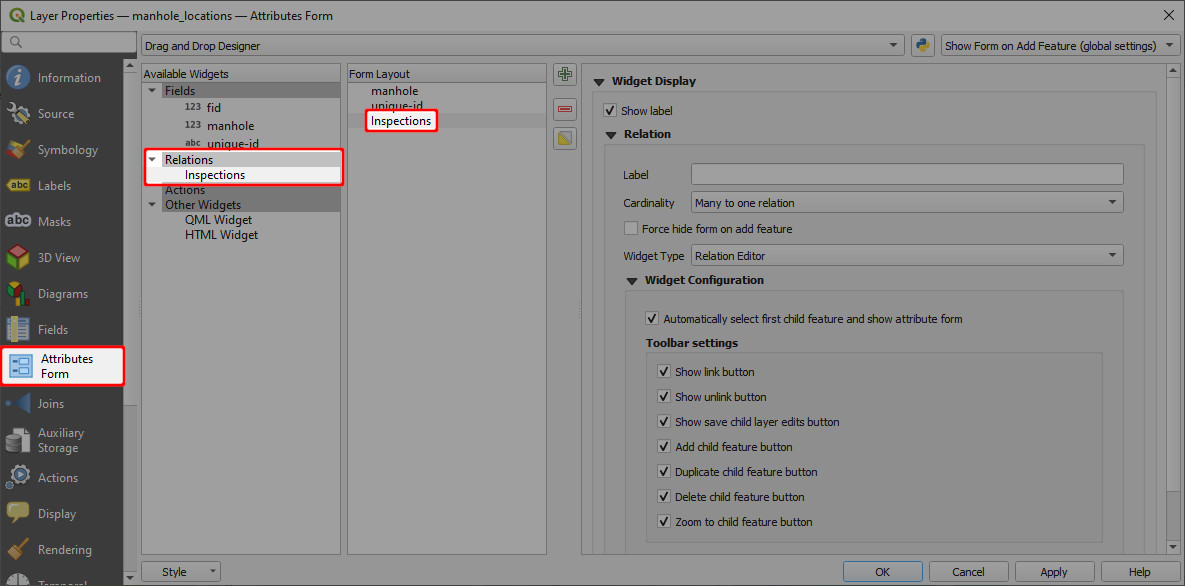 Layer Properties — manhole_locations — Attributes Form
Drag and Drop Designer
Show Form on Add Feature (global settings)
Information
Source
Symbology
abc Labels
abc Masks
3D View
Diagrams
Fields
Attributes
Form
Joins
Auxiliary
Storage
Actions
Display
Rendering
Temporal
Available Widgets
Fields
123 fid
123 manhole
abc unique-id
Relations
Inspections
Actions
Other Widgets
QML Widget
HTML Widget
Form Layout
manhole
unique-id
Inspections
Widget Display
Show label
Relation
Label
Cardinality Many to one relation
Force hide form on add feature
Widget Type Relation Editor
Widget Configuration
Automatically select first child feature and show attribute form
Toolbar settings
Show link button
Show unlink button
Show save child layer edits button
Add child feature button
Duplicate child feature button
Delete child feature button
Zoom to child feature button
Style
OK
Cancel
Apply
Help